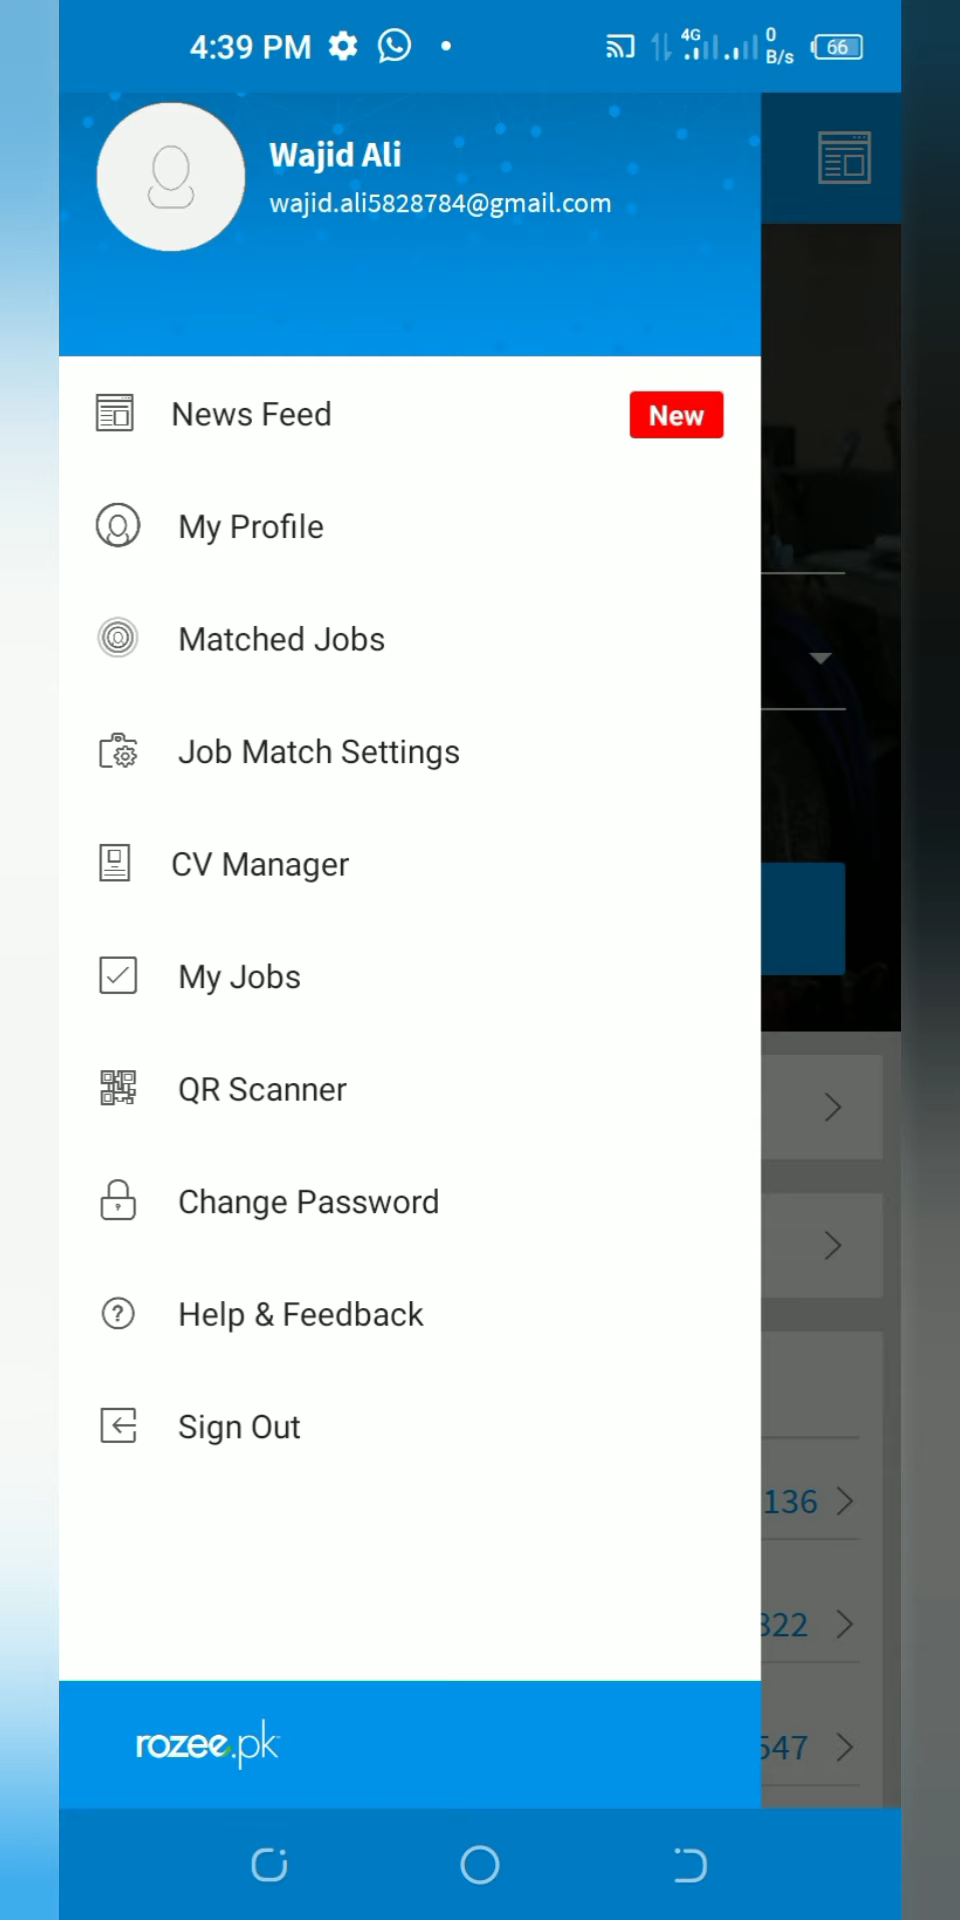 4:39 PM
4G
0
B/s
66
Wajid Ali
wajid.ali5828784@gmail.com
News Feed
New
My Profile
Matched Jobs
Job Match Settings
CV Manager
My Jobs
QR Scanner
Change Password
Help & Feedback
Sign Out
136
322
547
rozee.pk